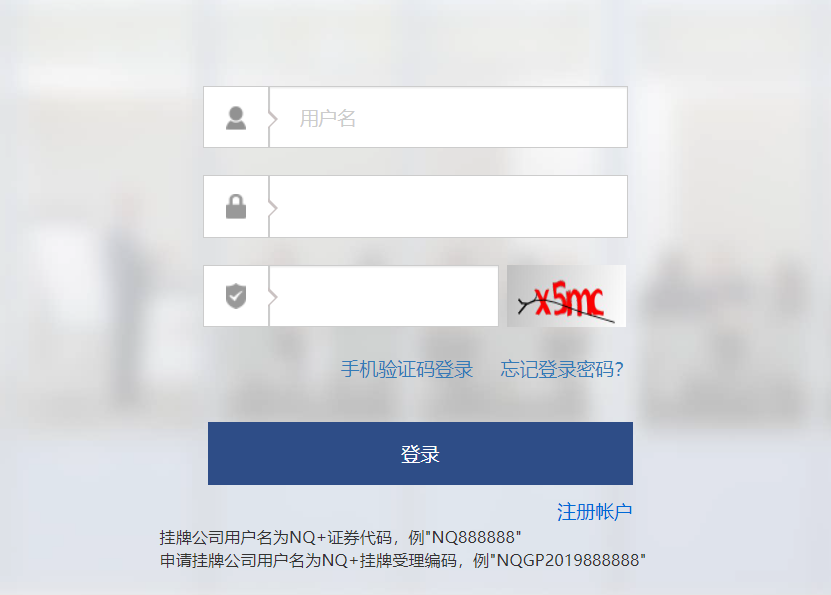 用户名
x5mc
手机验证码登录 忘记登录密码？
登录
注册帐户
挂牌公司用户名为NQ+证券代码，例"NQ888888"
申请挂牌公司用户名为NQ+挂牌受理编码，例"NQGP2019888888"